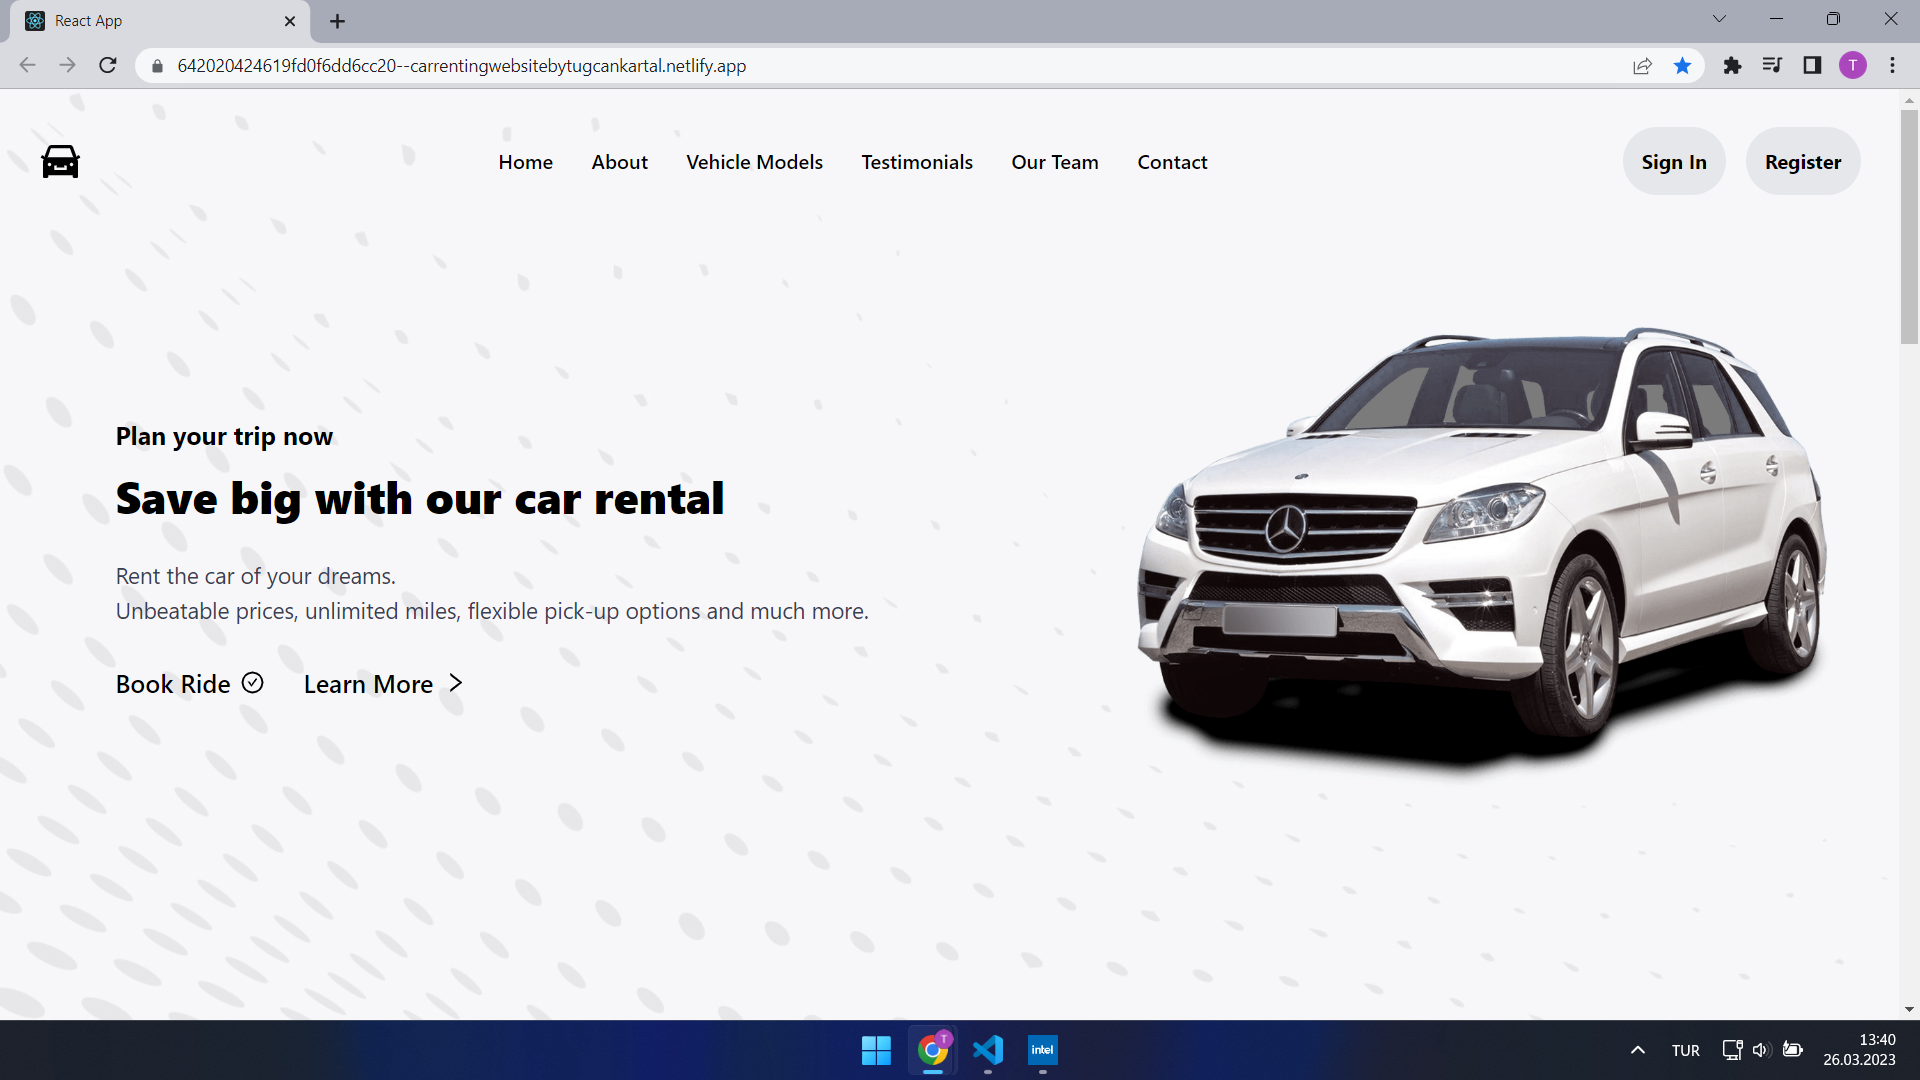 React App
642020424619fd0f6dd6cc20--carrentingwebsitebytugcankartal.netlify.app
T
Home About Vehicle Models Testimonials Our Team Contact
Sign In Register
Plan your trip now
Save big with our car rental
Rent the car of your dreams.
Unbeatable prices, unlimited miles, flexible pick-up options and much more.
Book Ride Learn More
T
intel
TUR
13:40
26.03.2023